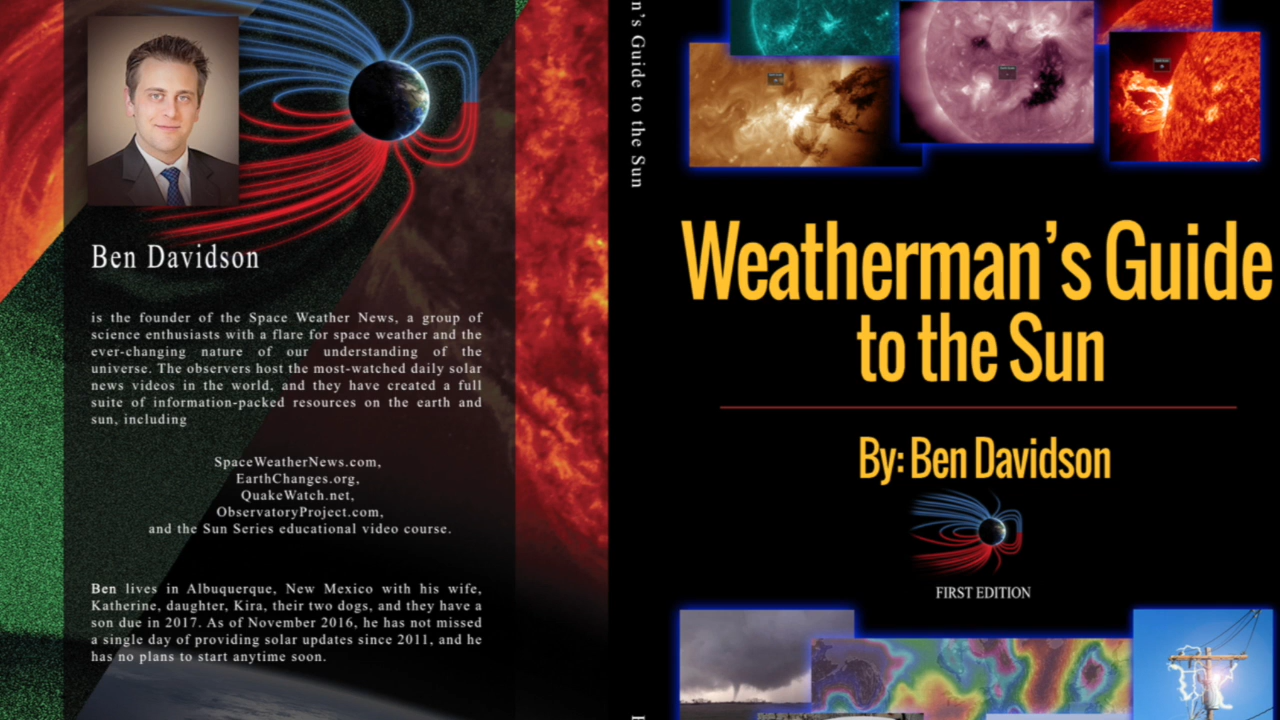 Ben Davidson
is the founder of the Space Weather News, a group of
science enthusiasts with a flare for space weather and the
ever-changing nature of our understanding of the
universe. The observers host the most-watched daily solar
news videos in the world, and they have created a full
suite of information-packed resources on the earth and
sun, including
SpaceWeatherNews.com,
EarthChanges.org,
QuakeWatch.net,
ObservatoryProject.com,
and the Sun Series educational video course.
Ben lives in Albuquerque, New Mexico with his wife,
Katherine, daughter, Kira, their two dogs, and they have a
son due in 2017. As of November 2016, he has not missed
a single day of providing solar updates since 2011, and he
has no plans to start anytime soon.
n's Guide to the Sun
Weatherman's Guide
to the Sun
By: Ben Davidson
FIRST EDITION